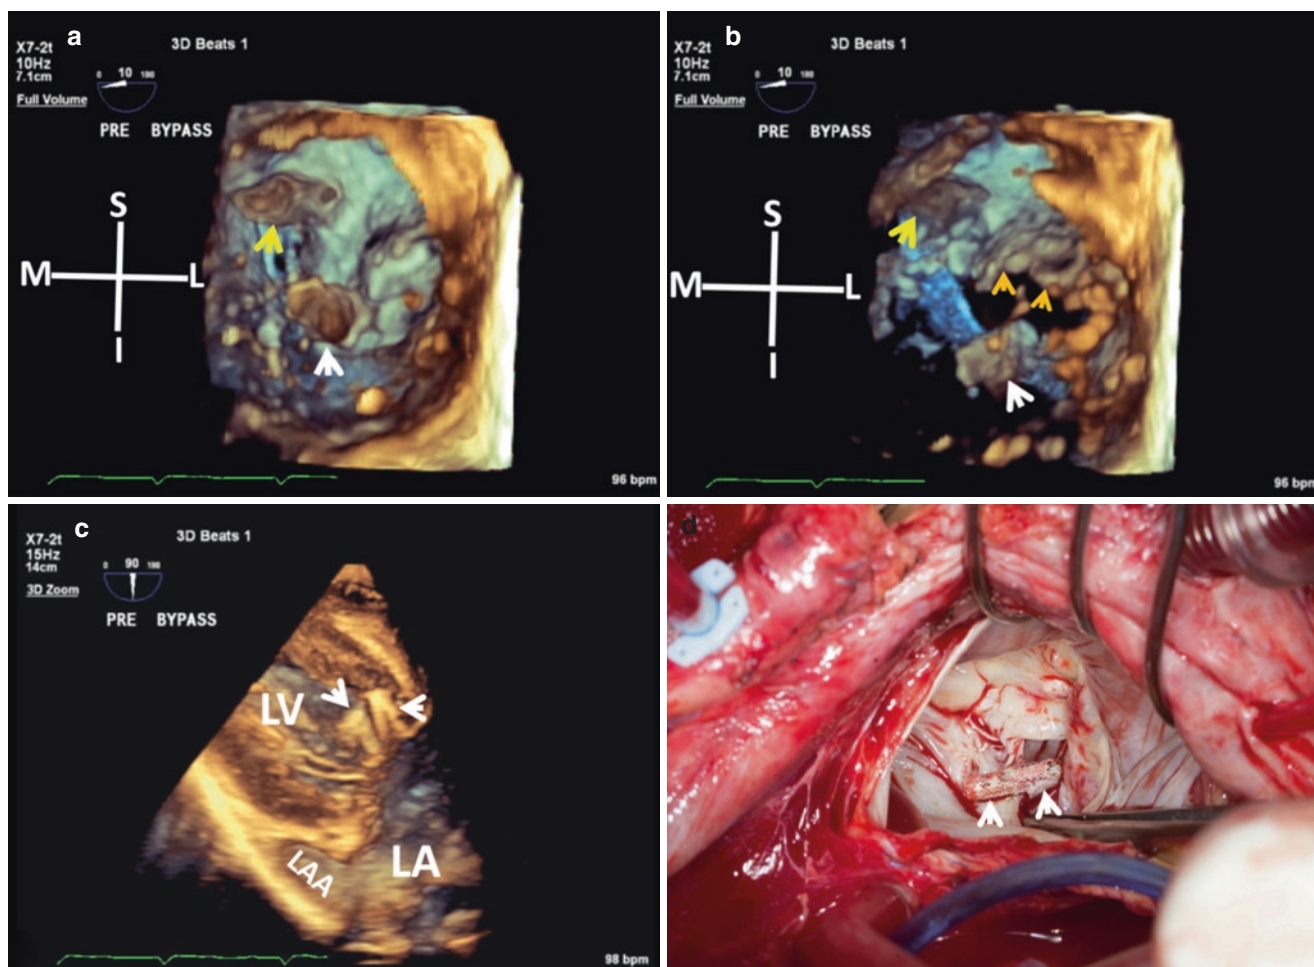 a
X7-2t
10Hz
7.1cm
Full Volume
0 10 180
PRE BYPASS
3D Beats 1
S
M L
I
96 bpm
b
X7-2t
10Hz
7.1cm
Full Volume
0 10 180
PRE BYPASS
3D Beats 1
S
M L
I
96 bpm
c
X7-2t
15Hz
14cm
3D Zoom
0 90 180
PRE BYPASS
3D Beats 1
LV
LAA
LA
98 bpm
d